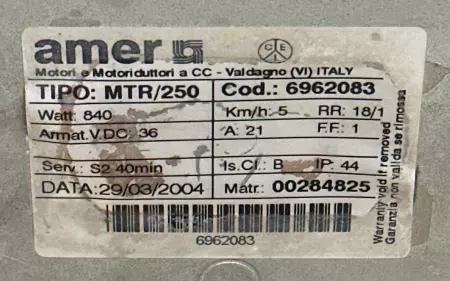 amer
CEL
Motori e Motoriduttori a CC - Valdagno (VI) ITALY
TIPO: MTR/250 Cod.: 6962083
Watt: 840 Km/h: 5 RR: 18/1
Armat.V.DC: 36 A: 21 F.F: 1
Serv.: S2 40min Is.Cl.: B IP: 44
DATA:29/03/2004 Matr.: 00284825
6962083
Warranty void if removed
Garanzia non valida se rimossa